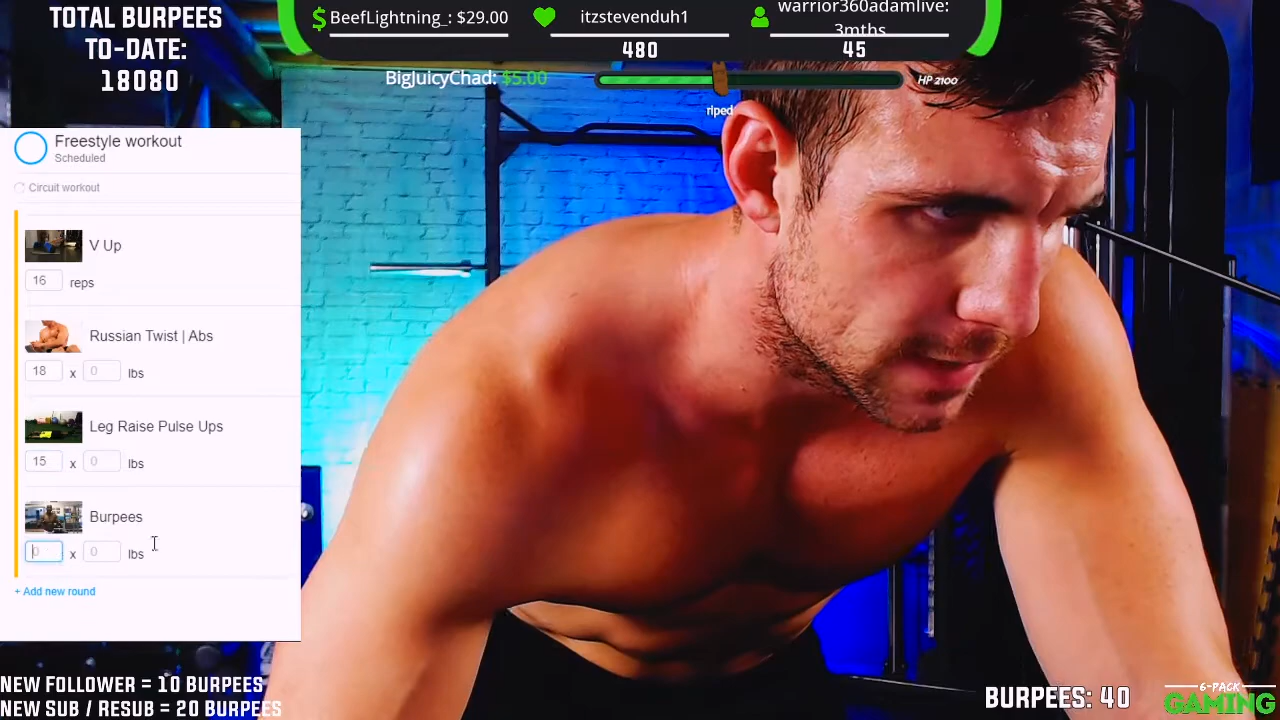 TOTAL BURPEES
TO-DATE:
18080
$ BeefLightning_: $29.00
itzstevenduh1
warrior360adamlive:
3mths
480
45
BigJuicyChad: $5.00
HP 2100
riped
Freestyle workout
Scheduled
Circuit workout
V Up
16 reps
Russian Twist | Abs
18 x 0 lbs
Leg Raise Pulse Ups
15 x 0 lbs
Burpees
0 x 0 lbs
+ Add new round
NEW FOLLOWER = 10 BURPEES
NEW SUB / RESUB = 20 BURPEES
BURPEES: 40
6-PACK
GAMING